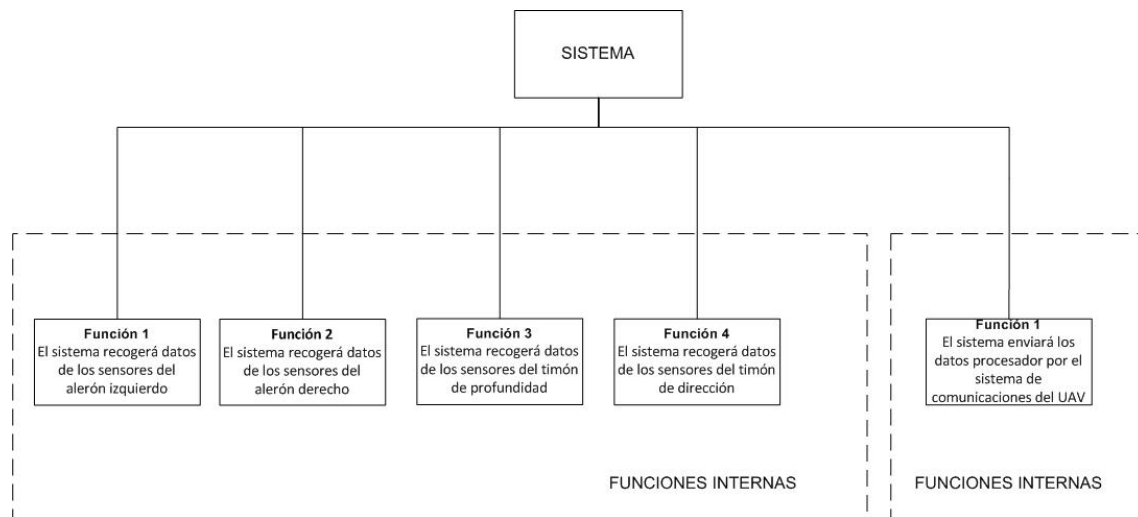 SISTEMA
Función 1
El sistema recogerá datos
de los sensores del
alerón izquierdo
Función 2
El sistema recogerá datos
de los sensores del
alerón derecho
Función 3
El sistema recogerá datos
de los sensores del timón
de profundidad
Función 4
El sistema recogerá datos
de los sensores del timón
de dirección
Función 1
El sistema enviará los
datos procesador por el
sistema de
comunicaciones del UAV
FUNCIONES INTERNAS
FUNCIONES INTERNAS